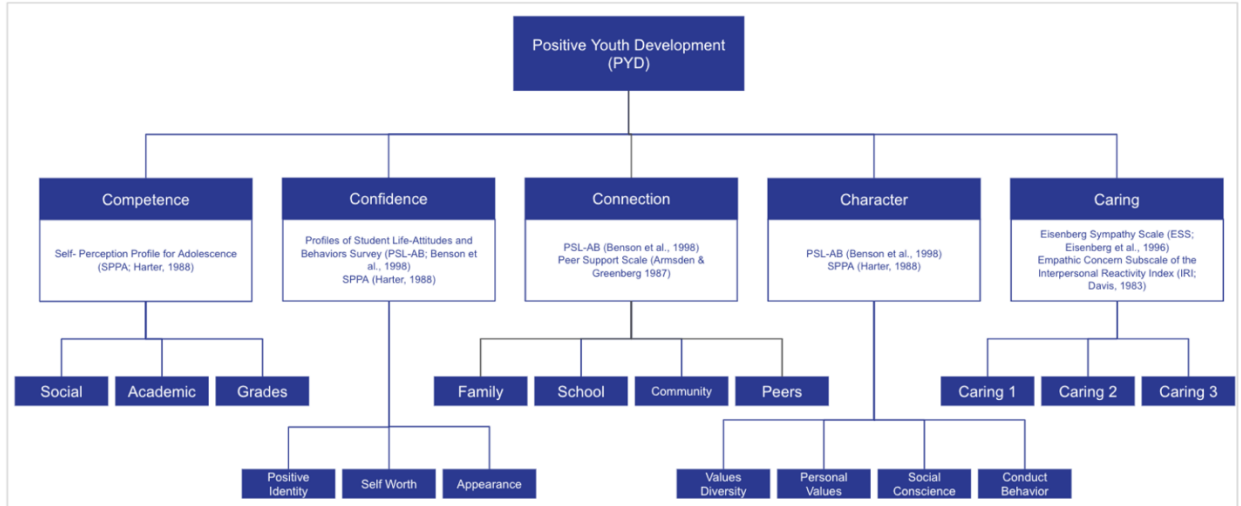 Positive Youth Development
(PYD)
Competence
Self- Perception Profile for Adolescence
(SPPA; Harter, 1988)
Confidence
Profiles of Student Life-Attitudes and
Behaviors Survey (PSL-AB; Benson et
al., 1998)
SPPA (Harter, 1988)
Connection
PSL-AB (Benson et al., 1998)
Peer Support Scale (Armsden &
Greenberg 1987)
Character
PSL-AB (Benson et al., 1998)
SPPA (Harter, 1988)
Caring
Eisenberg Sympathy Scale (ESS;
Eisenberg et al., 1996)
Empathic Concern Subscale of the
Interpersonal Reactivity Index (IRI;
Davis, 1983)
Social
Academic
Grades
Family
School
Community
Peers
Caring 1
Caring 2
Caring 3
Positive
Identity
Self Worth
Appearance
Values
Diversity
Personal
Values
Social
Conscience
Conduct
Behavior